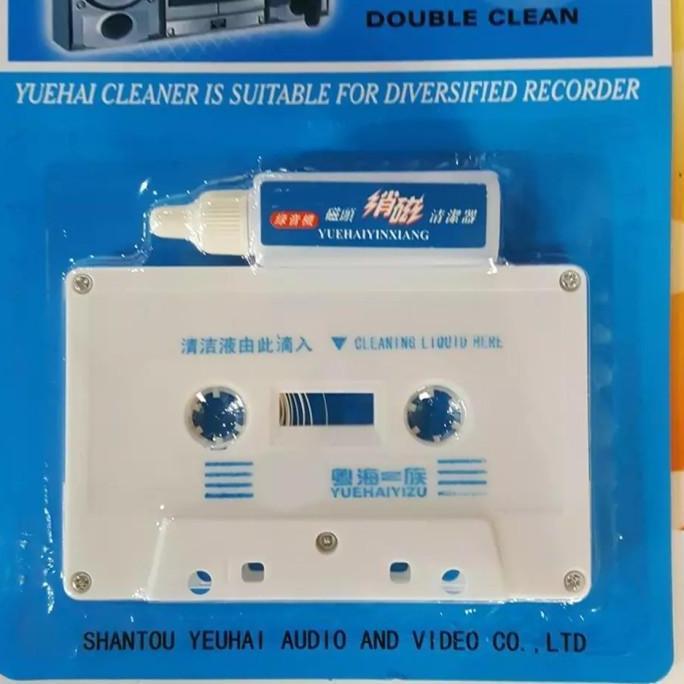 DOUBLE CLEAN
YUEHAI CLEANER IS SUITABLE FOR DIVERSIFIED RECORDER
錄音機 磁頭 消磁 清潔器
YUEHAIYINXIANG
清洁液由此滴入 ▼ CLEANING LIQUID HERE
粤海一族
YUEHAIYIZU
SHANTOU YEUHAI AUDIO AND VIDEO CO.,LTD